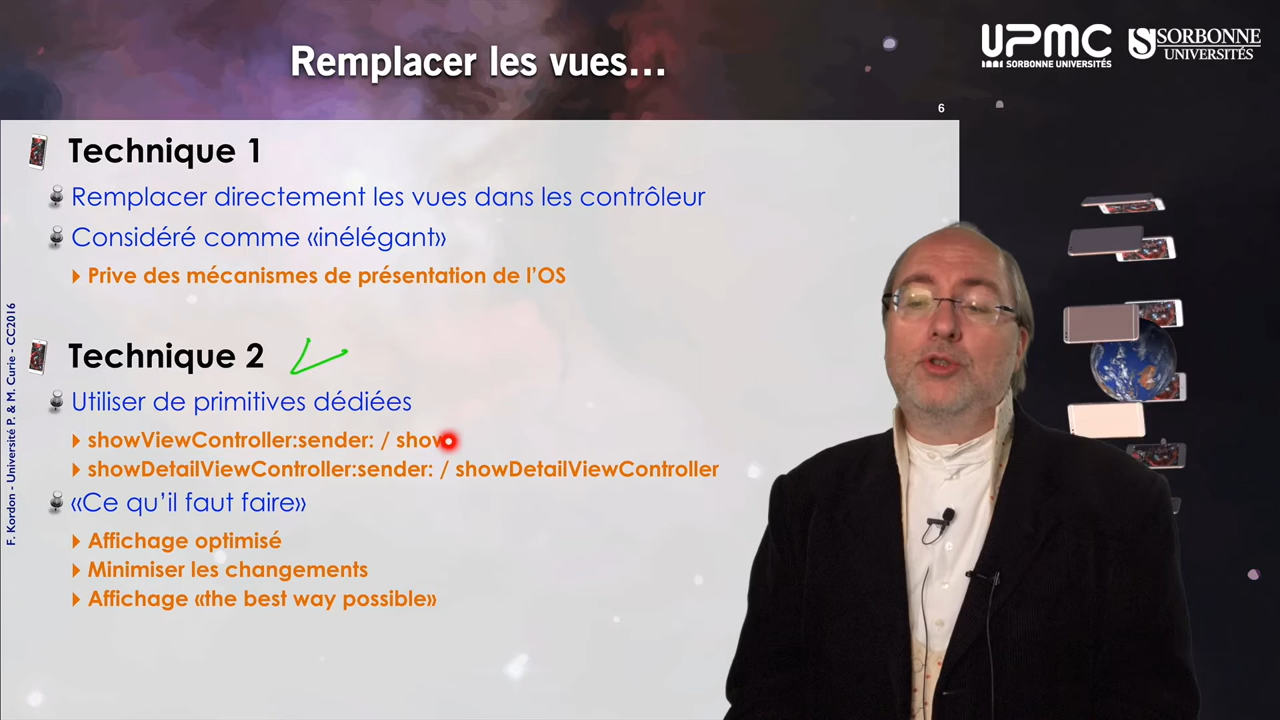 Remplacer les vues...
UPMC
SORBONNE UNIVERSITÉS
SORBONNE
UNIVERSITÉS
6
Technique 1
Remplacer directement les vues dans les contrôleur
Considéré comme «inélégant»
Prive des mécanismes de présentation de l'OS
Technique 2
Utiliser de primitives dédiées
showViewController:sender: / show
showDetailViewController:sender: / showDetailViewController
«Ce qu'il faut faire»
Affichage optimisé
Minimiser les changements
Affichage «the best way possible»
F. Kordon - Université P. & M. Curie - CC2016